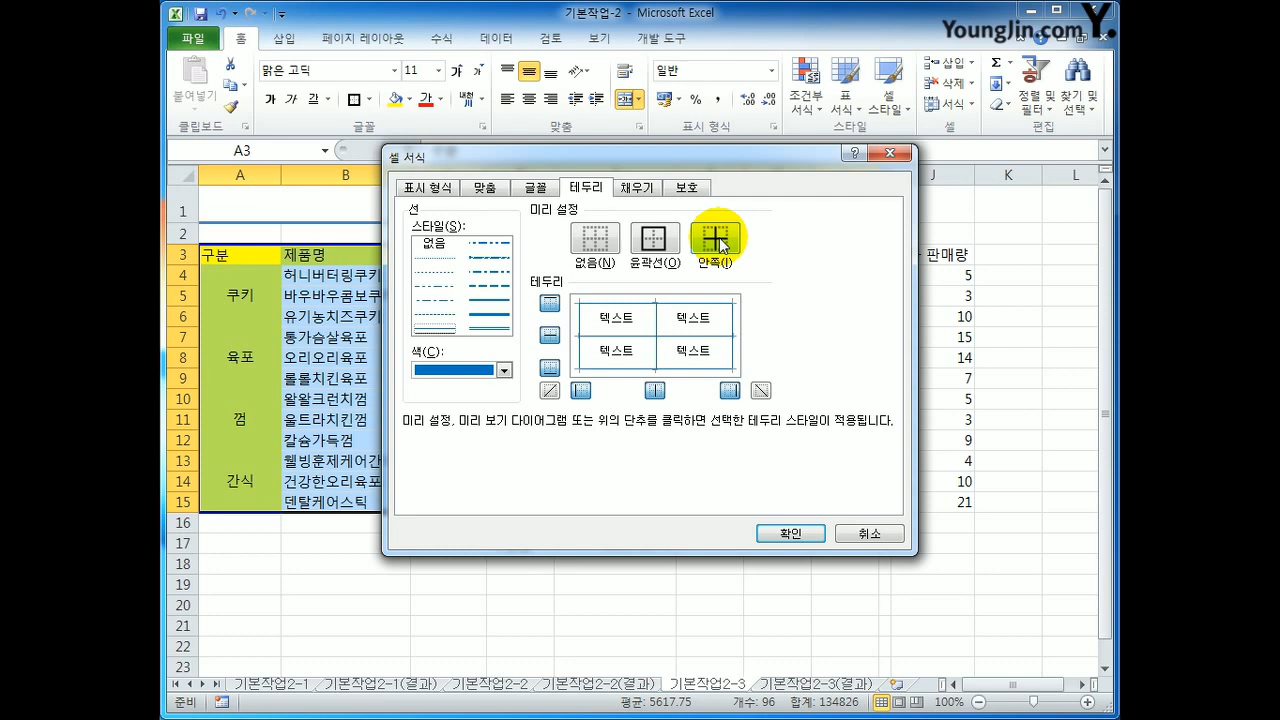 기본작업-2 - Microsoft Excel
YoungJin.com Y.
파일 홈 삽입 페이지 레이아웃 수식 데이터 검토 보기 개발 도구
붙여넣기
맑은 고딕 11
가 가 가
일반
조건부 서식 표 서식 셀 스타일
삽입
삭제
서식
정렬 및 필터 찾기 및 선택
클립보드 글꼴 맞춤 표시 형식 스타일 셀 편집
A3
A B J K L
1
2
3 구분 제품명 판매량
4 허니버터링쿠키 5
5 쿠키 바우바우콤보쿠 3
6 유기농치즈쿠키 10
7 통가슴살육포 15
8 육포 오리오리육포 14
9 롤롤치킨육포 7
10 왈왈크런치껌 5
11 껌 울트라치킨껌 3
12 칼슘가득껌 9
13 웰빙훈제케어간 4
14 간식 건강한오리육포 10
15 덴탈케어스틱 21
16
17
18
19
20
21
22
23
셀 서식
표시 형식 맞춤 글꼴 테두리 채우기 보호
선
스타일(S):
없음
색(C):
미리 설정
없음(N) 윤곽선(O) 안쪽(I)
테두리
텍스트 텍스트
텍스트 텍스트
미리 설정, 미리 보기 다이어그램 또는 위의 단추를 클릭하면 선택한 테두리 스타일이 적용됩니다.
확인 취소
기본작업2-1 기본작업2-1(결과) 기본작업2-2 기본작업2-2(결과) 기본작업2-3 기본작업2-3(결과)
준비 평균: 5617.75 개수: 96 합계: 134826 100%